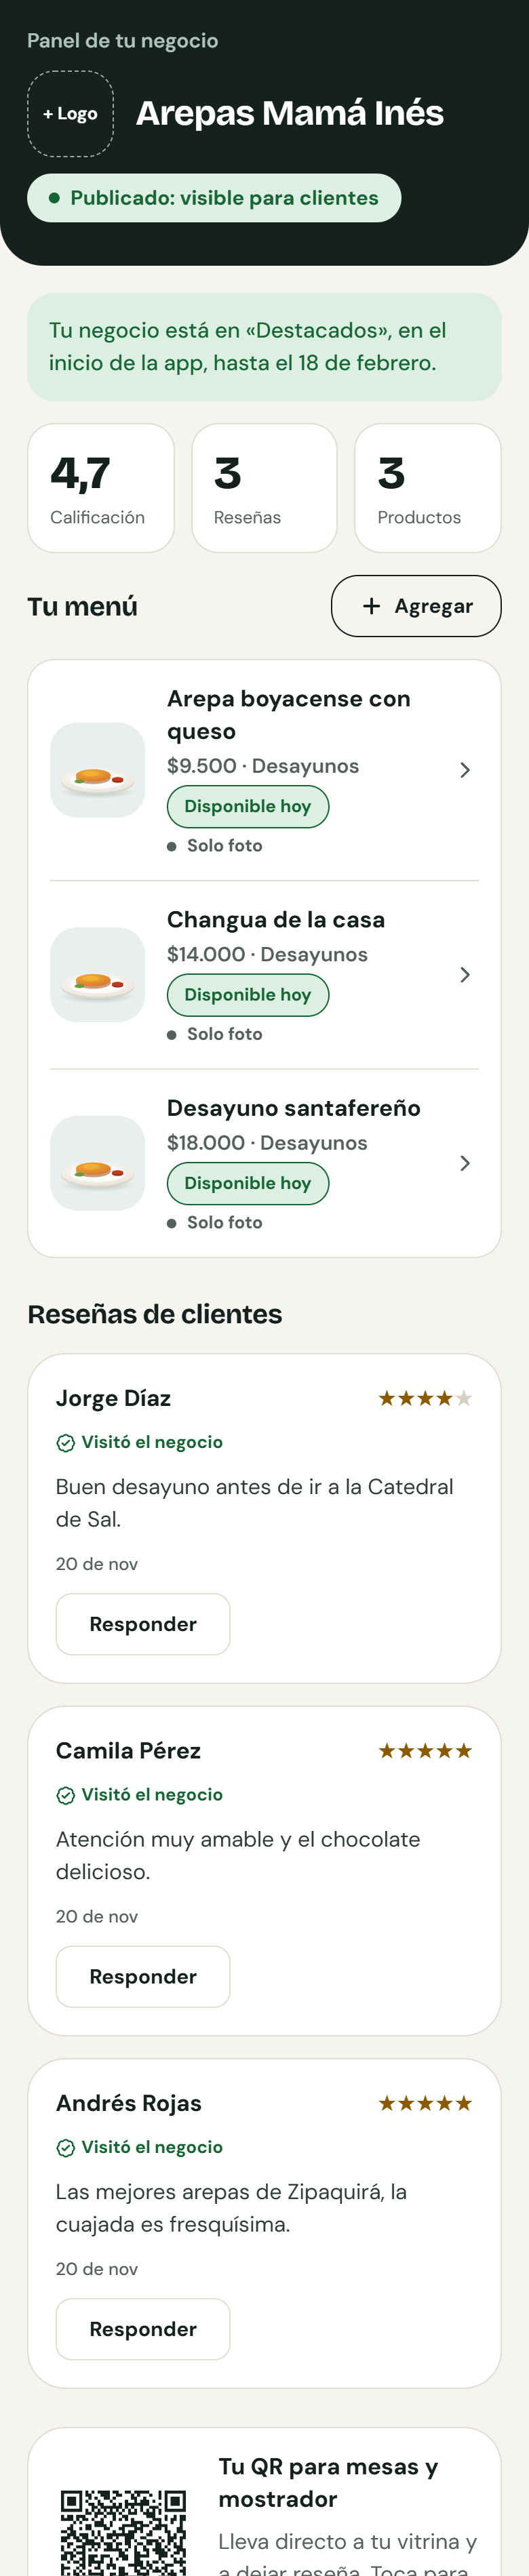 Panel de tu negocio
+ Logo
Arepas Mamá Inés
Publicado: visible para clientes
Tu negocio está en «Destacados», en el
inicio de la app, hasta el 18 de febrero.
4,7
Calificación
3
Reseñas
3
Productos
Tu menú
+ Agregar
Arepa boyacense con
queso
$9.500 · Desayunos
Disponible hoy
Solo foto
Changua de la casa
$14.000 · Desayunos
Disponible hoy
Solo foto
Desayuno santafereño
$18.000 · Desayunos
Disponible hoy
Solo foto
Reseñas de clientes
Jorge Díaz
Visitó el negocio
Buen desayuno antes de ir a la Catedral
de Sal.
20 de nov
Responder
Camila Pérez
Visitó el negocio
Atención muy amable y el chocolate
delicioso.
20 de nov
Responder
Andrés Rojas
Visitó el negocio
Las mejores arepas de Zipaquirá, la
cuajada es fresquísima.
20 de nov
Responder
Tu QR para mesas y
mostrador
Lleva directo a tu vitrina y
a dejar reseña. Toca para